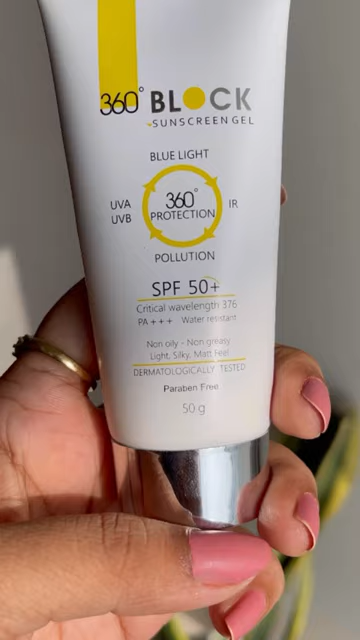 360° BLOCK
SUNSCREEN GEL
BLUE LIGHT
UVA
UVB
360°
PROTECTION
IR
POLLUTION
SPF 50+
Critical wavelength 376
PA+++ Water resistant
Non oily - Non greasy
Light, Silky, Matt Feel
DERMATOLOGICALLY TESTED
Paraben Free
50 g